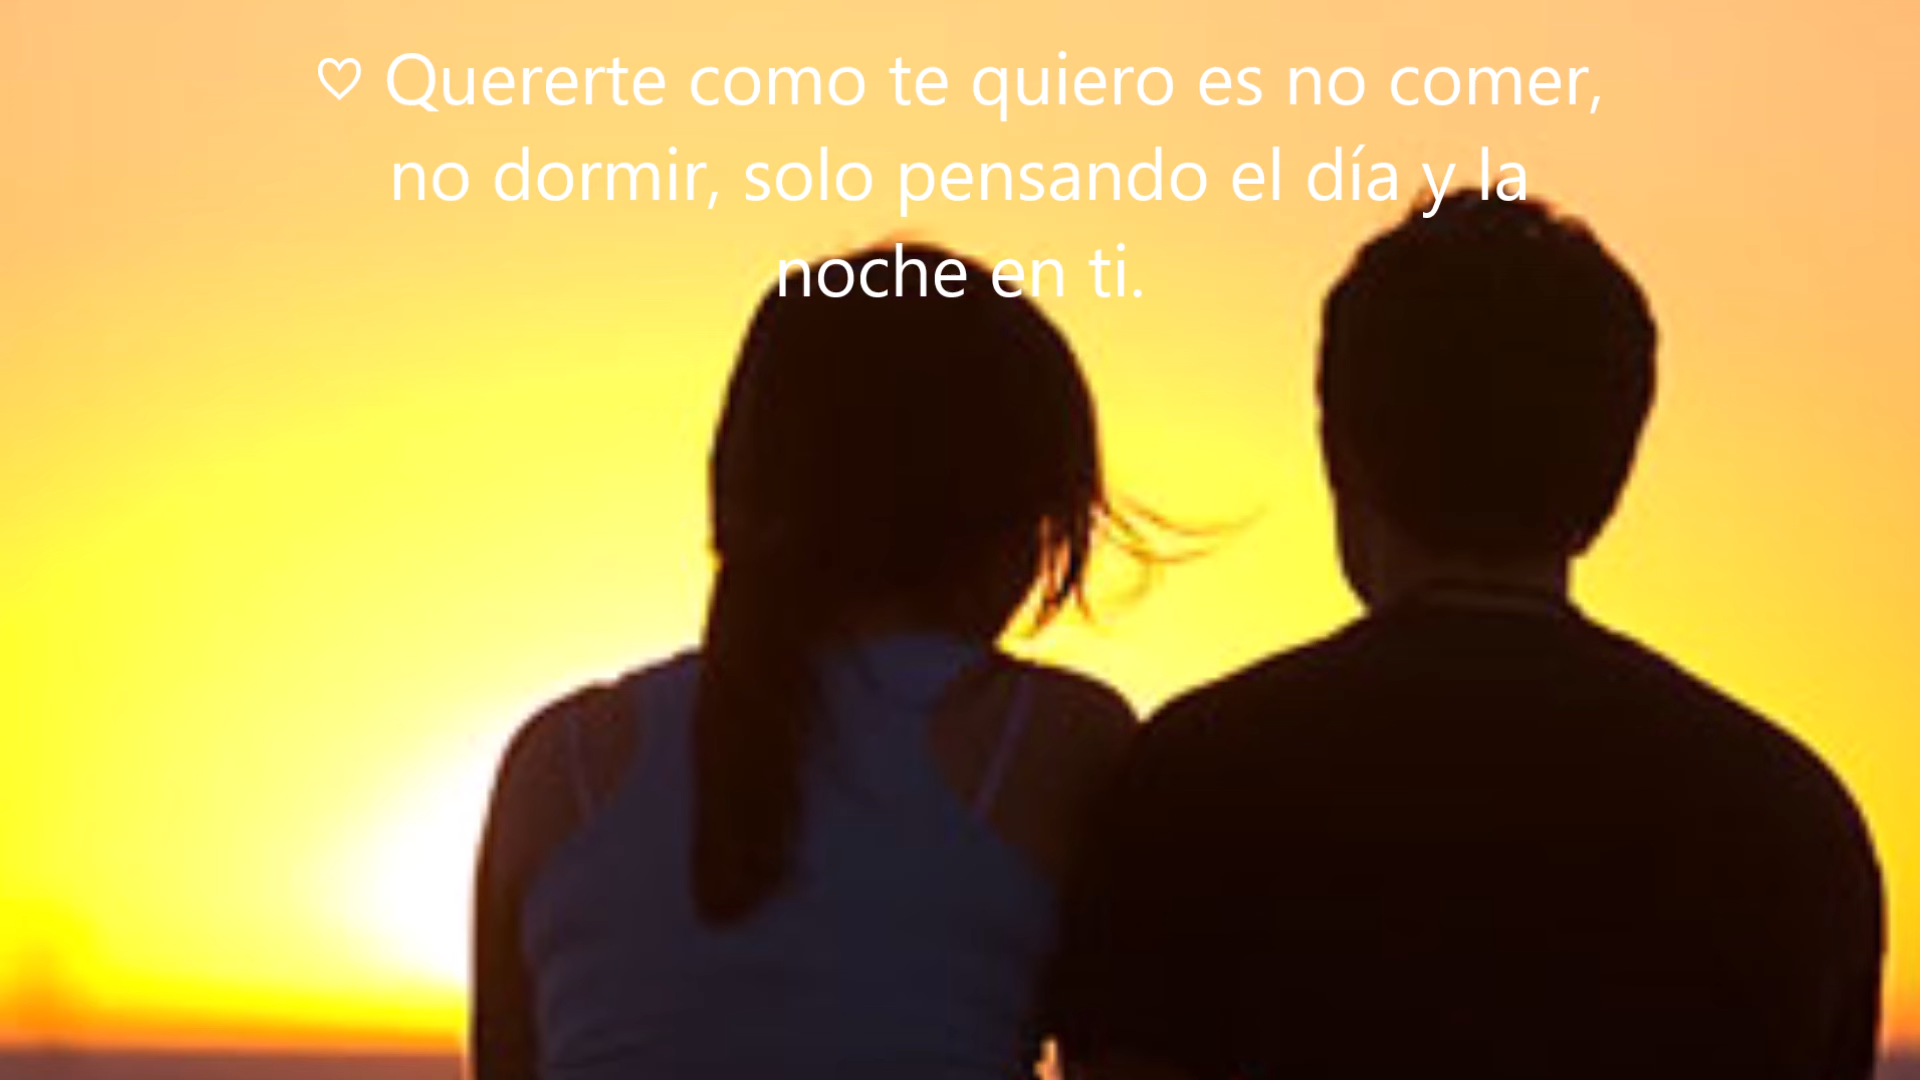 ♡ Quererte como te quiero es no comer,
no dormir, solo pensando el día y la
noche en ti.